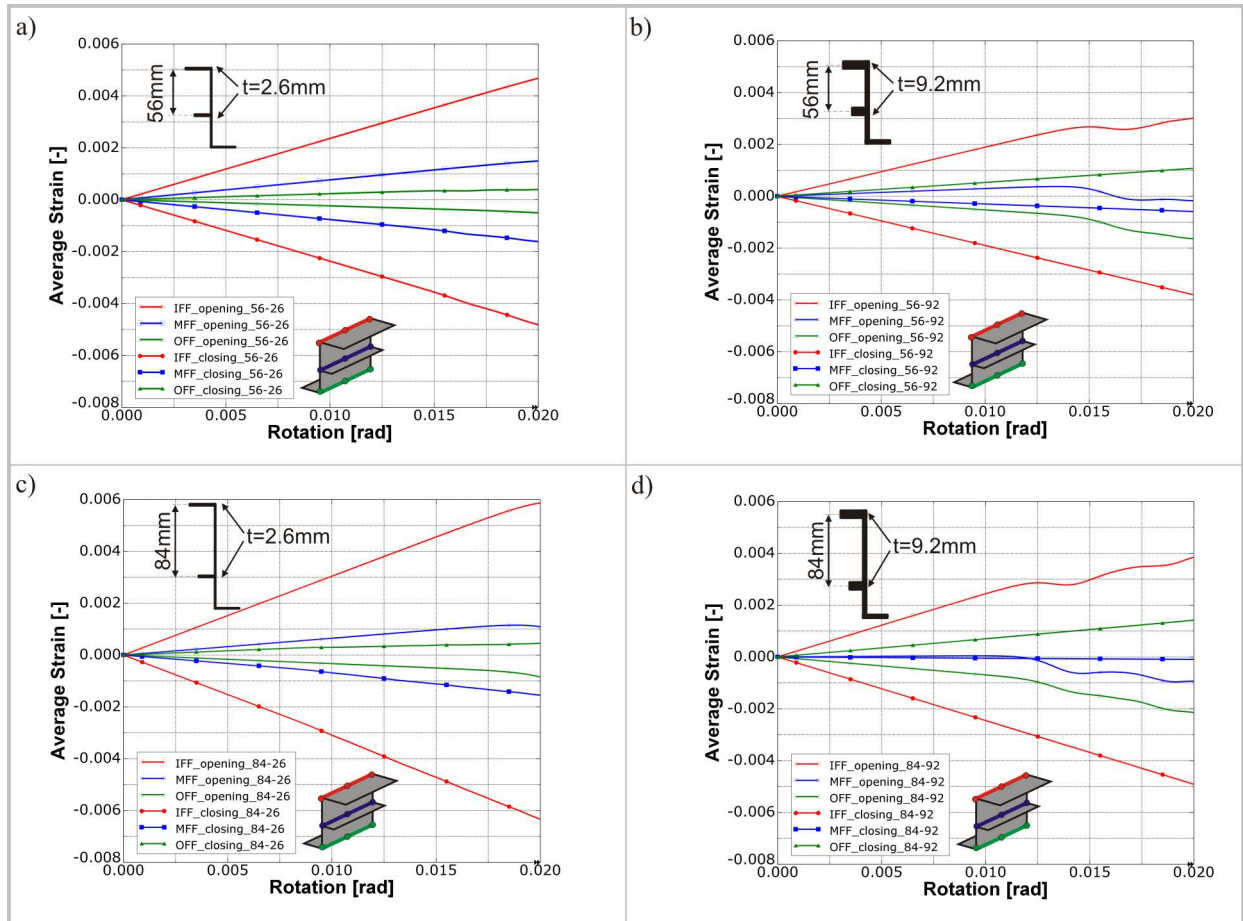 a)
0.006
0.004
0.002
0.000
-0.002
-0.004
-0.006
-0.008
Average Strain [-]
56mm
t=2.6mm
IFF_opening_56-26
MFF_opening_56-26
OFF_opening_56-26
IFF_closing_56-26
MFF_closing_56-26
OFF_closing_56-26
0.000 0.005 0.010 0.015 0.020
Rotation [rad]
b)
0.006
0.004
0.002
0.000
-0.002
-0.004
-0.006
-0.008
Average Strain [-]
56mm
t=9.2mm
IFF_opening_56-92
MFF_opening_56-92
OFF_opening_56-92
IFF_closing_56-92
MFF_closing_56-92
OFF_closing_56-92
0.000 0.005 0.010 0.015 0.020
Rotation [rad]
c)
0.006
0.004
0.002
0.000
-0.002
-0.004
-0.006
-0.008
Average Strain [-]
84mm
t=2.6mm
IFF_opening_84-26
MFF_opening_84-26
OFF_opening_84-26
IFF_closing_84-26
MFF_closing_84-26
OFF_closing_84-26
0.000 0.005 0.010 0.015 0.020
Rotation [rad]
d)
0.006
0.004
0.002
0.000
-0.002
-0.004
-0.006
-0.008
Average Strain [-]
84mm
t=9.2mm
IFF_opening_84-92
MFF_opening_84-92
OFF_opening_84-92
IFF_closing_84-92
MFF_closing_84-92
OFF_closing_84-92
0.000 0.005 0.010 0.015 0.020
Rotation [rad]